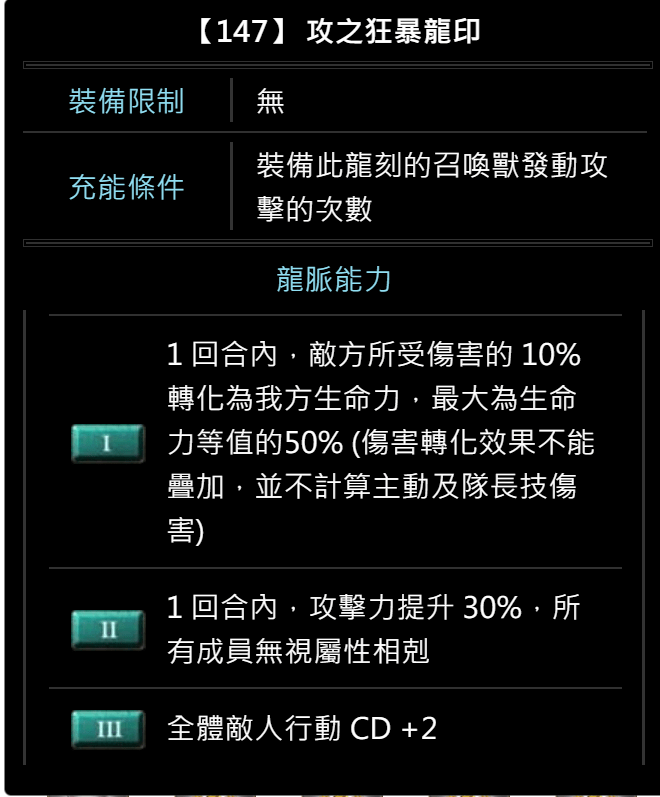 【147】 攻之狂暴龍印
裝備限制
無
充能條件
裝備此龍刻的召喚獸發動攻
擊的次數
龍脈能力
I
1 回合內，敵方所受傷害的 10%
轉化為我方生命力，最大為生命
力等值的50% (傷害轉化效果不能
疊加，並不計算主動及隊長技傷
害)
II
1 回合內，攻擊力提升 30%，所
有成員無視屬性相剋
III
全體敵人行動 CD +2